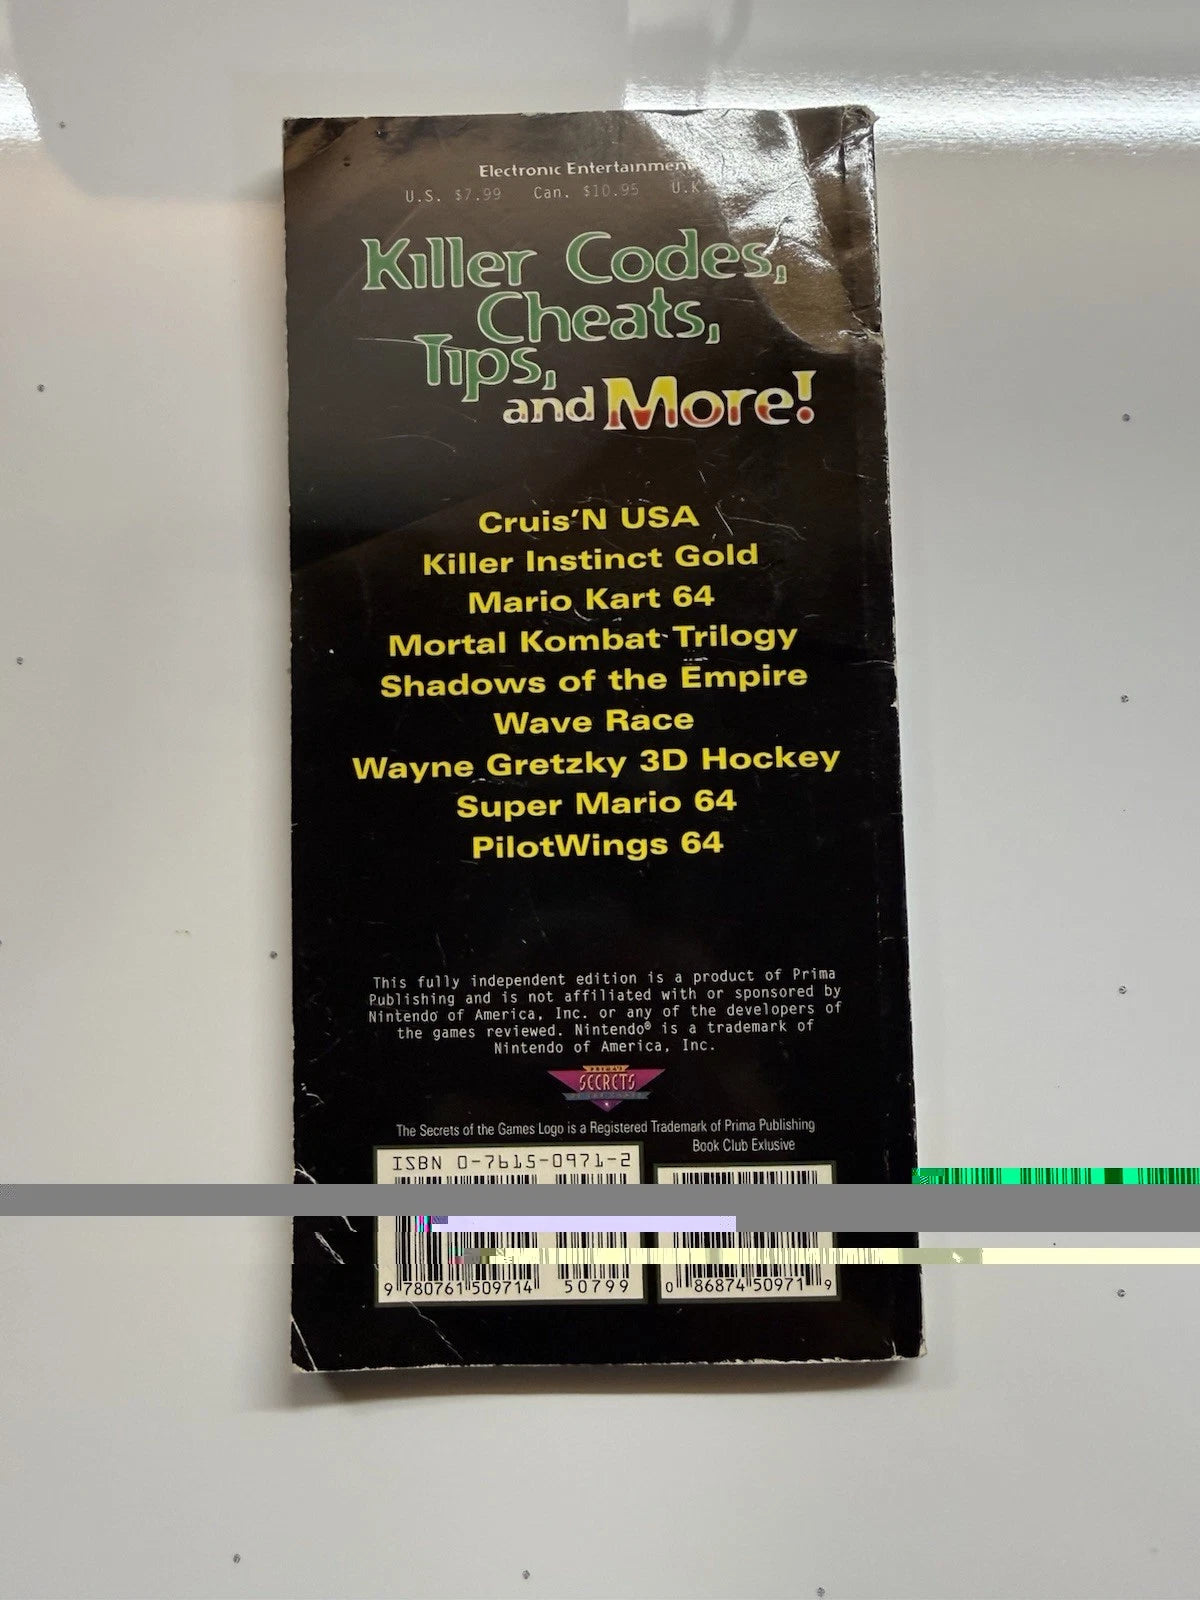 Electronic Entertainment
U.S. $7.99 Can. $10.95 U.K.
Killer Codes,
Cheats,
Tips,
and More!
Cruis'N USA
Killer Instinct Gold
Mario Kart 64
Mortal Kombat Trilogy
Shadows of the Empire
Wave Race
Wayne Gretzky 3D Hockey
Super Mario 64
PilotWings 64
This fully independent edition is a product of Prima
Publishing and is not affiliated with or sponsored by
Nintendo of America, Inc. or any of the developers of
the games reviewed. Nintendo® is a trademark of
Nintendo of America, Inc.
PRIMA'S
SECRETS
OF THE GAMES
The Secrets of the Games Logo is a Registered Trademark of Prima Publishing
Book Club Exlusive
ISBN 0-7615-0971-2
9 780761 509714 50799
0 86874 50971 9